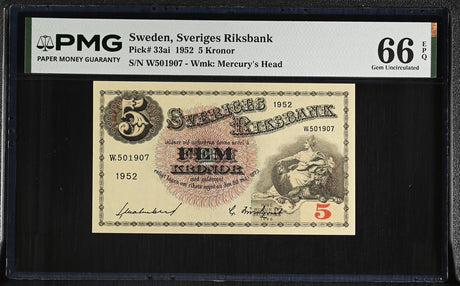 PMG
PAPER MONEY GUARANTY
Sweden, Sveriges Riksbank
Pick# 33ai 1952 5 Kronor
S/N W501907 - Wmk: Mercury's Head
66 EPQ
Gem Uncirculated
5
SVERIGES
RIKSBANK
1952
W.501907
W.501907
FEM
KRONOR
1952
5